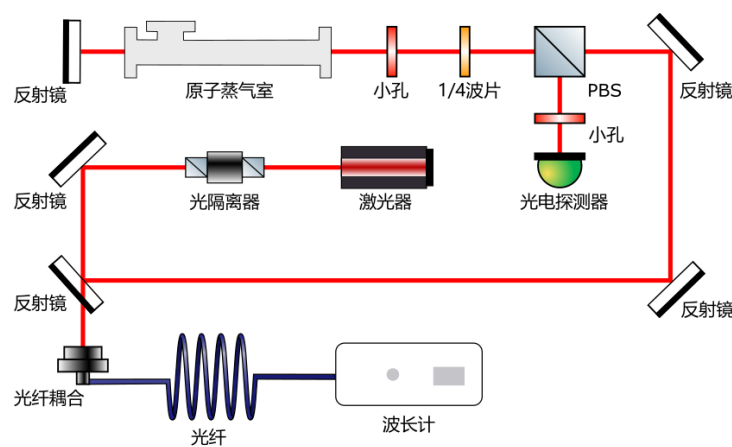 反射镜
原子蒸气室
小孔
1/4波片
PBS
反射镜
小孔
反射镜
光隔离器
激光器
光电探测器
反射镜
反射镜
光纤耦合
光纤
波长计